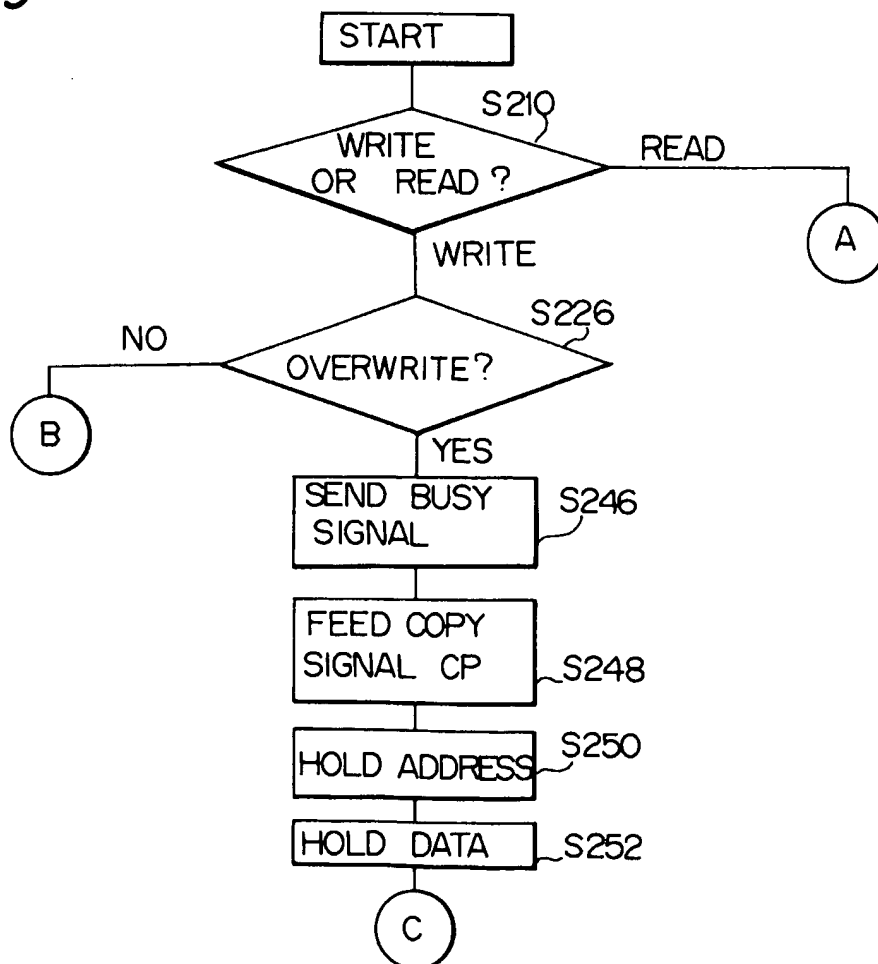 START
S210
WRITE
OR READ?
READ
A
WRITE
S226
NO
OVERWRITE?
B
YES
SEND BUSY
SIGNAL
S246
FEED COPY
SIGNAL CP
S248
HOLD ADDRESS
S250
HOLD DATA
S252
C